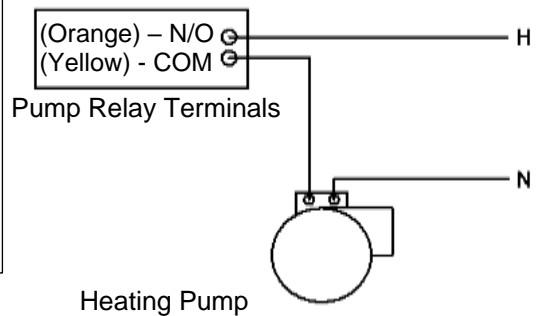 (Orange) – N/O
H
(Yellow) - COM
Pump Relay Terminals
N
Heating Pump